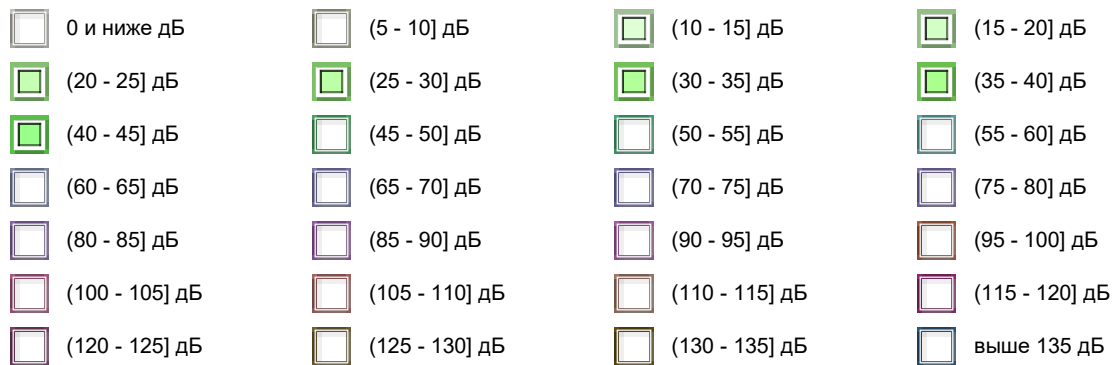 0 и ниже дБ (5 - 10] дБ (10 - 15] дБ (15 - 20] дБ
(20 - 25] дБ (25 - 30] дБ (30 - 35] дБ (35 - 40] дБ
(40 - 45] дБ (45 - 50] дБ (50 - 55] дБ (55 - 60] дБ
(60 - 65] дБ (65 - 70] дБ (70 - 75] дБ (75 - 80] дБ
(80 - 85] дБ (85 - 90] дБ (90 - 95] дБ (95 - 100] дБ
(100 - 105] дБ (105 - 110] дБ (110 - 115] дБ (115 - 120] дБ
(120 - 125] дБ (125 - 130] дБ (130 - 135] дБ выше 135 дБ